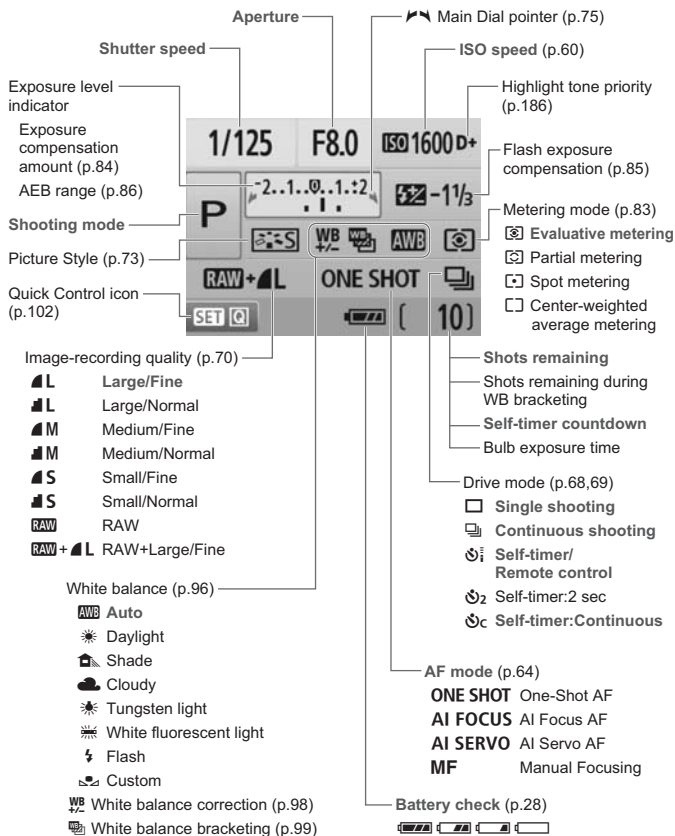 Aperture
Main Dial pointer (p.75)
Shutter speed
ISO speed (p.60)
Exposure level
indicator
Exposure
compensation
amount (p.84)
AEB range (p.86)
Highlight tone priority
(p.186)
1/125 F8.0 ISO 1600 D+
Flash exposure
compensation (p.85)
-2..1..0..1.:2
-1 1/3
Shooting mode
P
Metering mode (p.83)
Evaluative metering
Partial metering
Spot metering
Center-weighted
average metering
Picture Style (p.73)
S WB +/- WB AWB
RAW+L ONE SHOT
Quick Control icon
(p.102)
SET Q [ 10]
Image-recording quality (p.70)
L Large/Fine
L Large/Normal
M Medium/Fine
M Medium/Normal
S Small/Fine
S Small/Normal
RAW RAW
RAW+L RAW+Large/Fine
Shots remaining
Shots remaining during
WB bracketing
Self-timer countdown
Bulb exposure time
Drive mode (p.68,69)
Single shooting
Continuous shooting
Self-timer/
Remote control
2 Self-timer:2 sec
c Self-timer:Continuous
White balance (p.96)
AWB Auto
Daylight
Shade
Cloudy
Tungsten light
White fluorescent light
Flash
Custom
WB +/- White balance correction (p.98)
WB White balance bracketing (p.99)
AF mode (p.64)
ONE SHOT One-Shot AF
AI FOCUS AI Focus AF
AI SERVO AI Servo AF
MF Manual Focusing
Battery check (p.28)